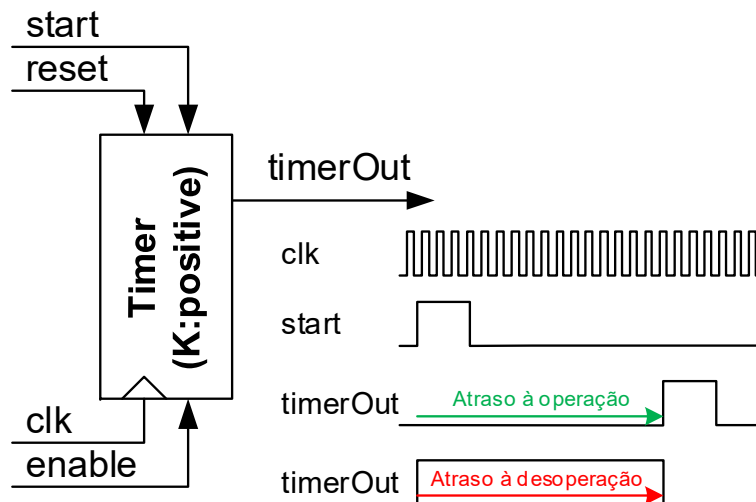 start
reset
timerOut
Timer
(K:positive)
clk
enable
clk
start
timerOut
Atraso à operação
timerOut
Atraso à desoperação